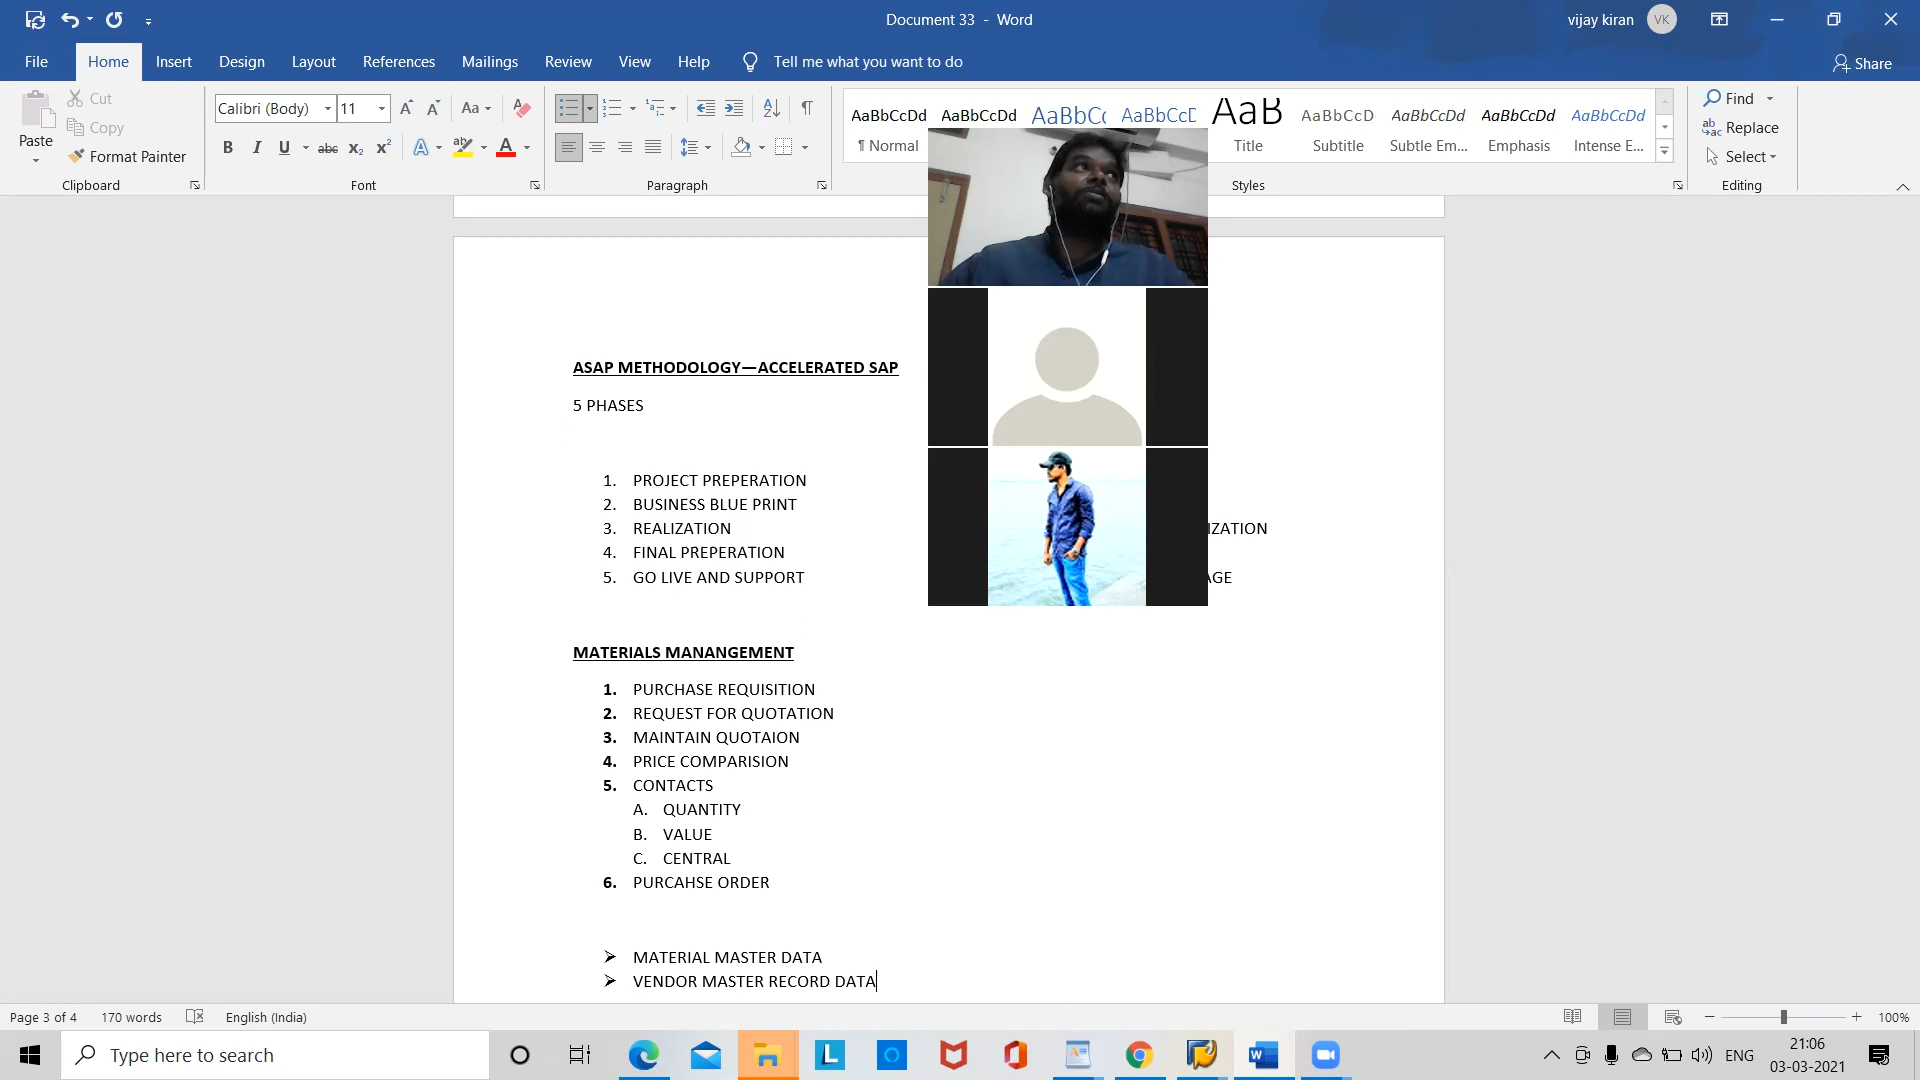 Document 33 - Word
vijay kiran
VK
File
Home
Insert
Design
Layout
References
Mailings
Review
View
Help
Tell me what you want to do
Share
Paste
Cut
Copy
Format Painter
Clipboard
Calibri (Body)
11
Font
Paragraph
AaBbCcDd
¶ Normal
AaBbCcDd
AaBbC
AaBbCcE
AaB
Title
AaBbCcD
Subtitle
AaBbCcDd
Subtle Em...
AaBbCcDd
Emphasis
AaBbCcDd
Intense E...
Styles
Find
Replace
Select
Editing
ASAP METHODOLOGY—ACCELERATED SAP
5 PHASES
1. PROJECT PREPERATION
2. BUSINESS BLUE PRINT
3. REALIZATION IZATION
4. FINAL PREPERATION
5. GO LIVE AND SUPPORT AGE
MATERIALS MANANGEMENT
1. PURCHASE REQUISITION
2. REQUEST FOR QUOTATION
3. MAINTAIN QUOTAION
4. PRICE COMPARISION
5. CONTACTS
A. QUANTITY
B. VALUE
C. CENTRAL
6. PURCAHSE ORDER
➢ MATERIAL MASTER DATA
➢ VENDOR MASTER RECORD DATA
Page 3 of 4
170 words
English (India)
100%
Type here to search
ENG
21:06
03-03-2021